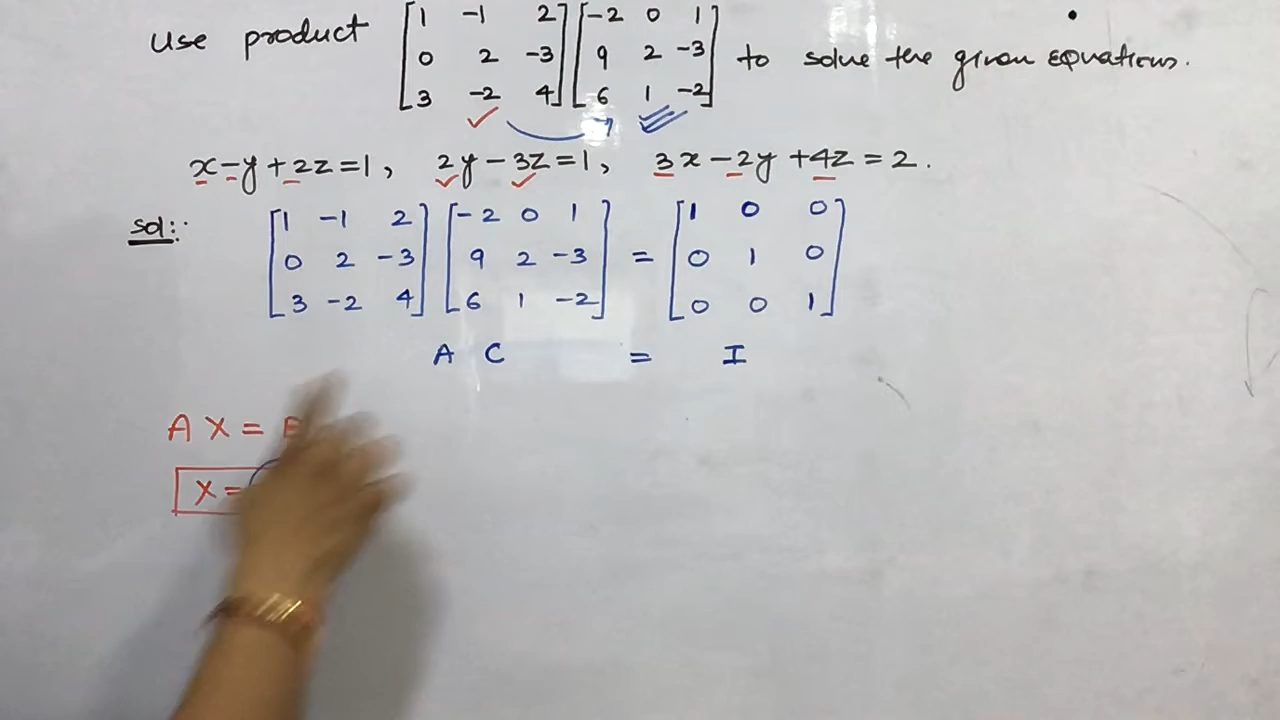 use product [1 -1 2] [-2 0 1]
[0 2 -3] [9 2 -3] to solve the given equations.
[3 -2 4] [6 1 -2]
x-y+2z=1, 2y-3z=1, 3x-2y+4z=2.
Sol:-
[1 -1 2] [-2 0 1] [1 0 0]
[0 2 -3] [9 2 -3] = [0 1 0]
[3 -2 4] [6 1 -2] [0 0 1]
A C = I
A X =
X =